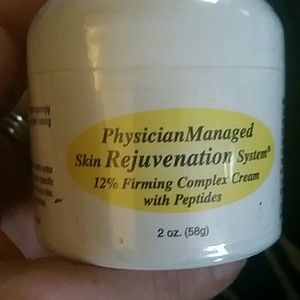 PhysicianManaged
Skin Rejuvenation System®
12% Firming Complex Cream
with Peptides
2 oz. (58g)